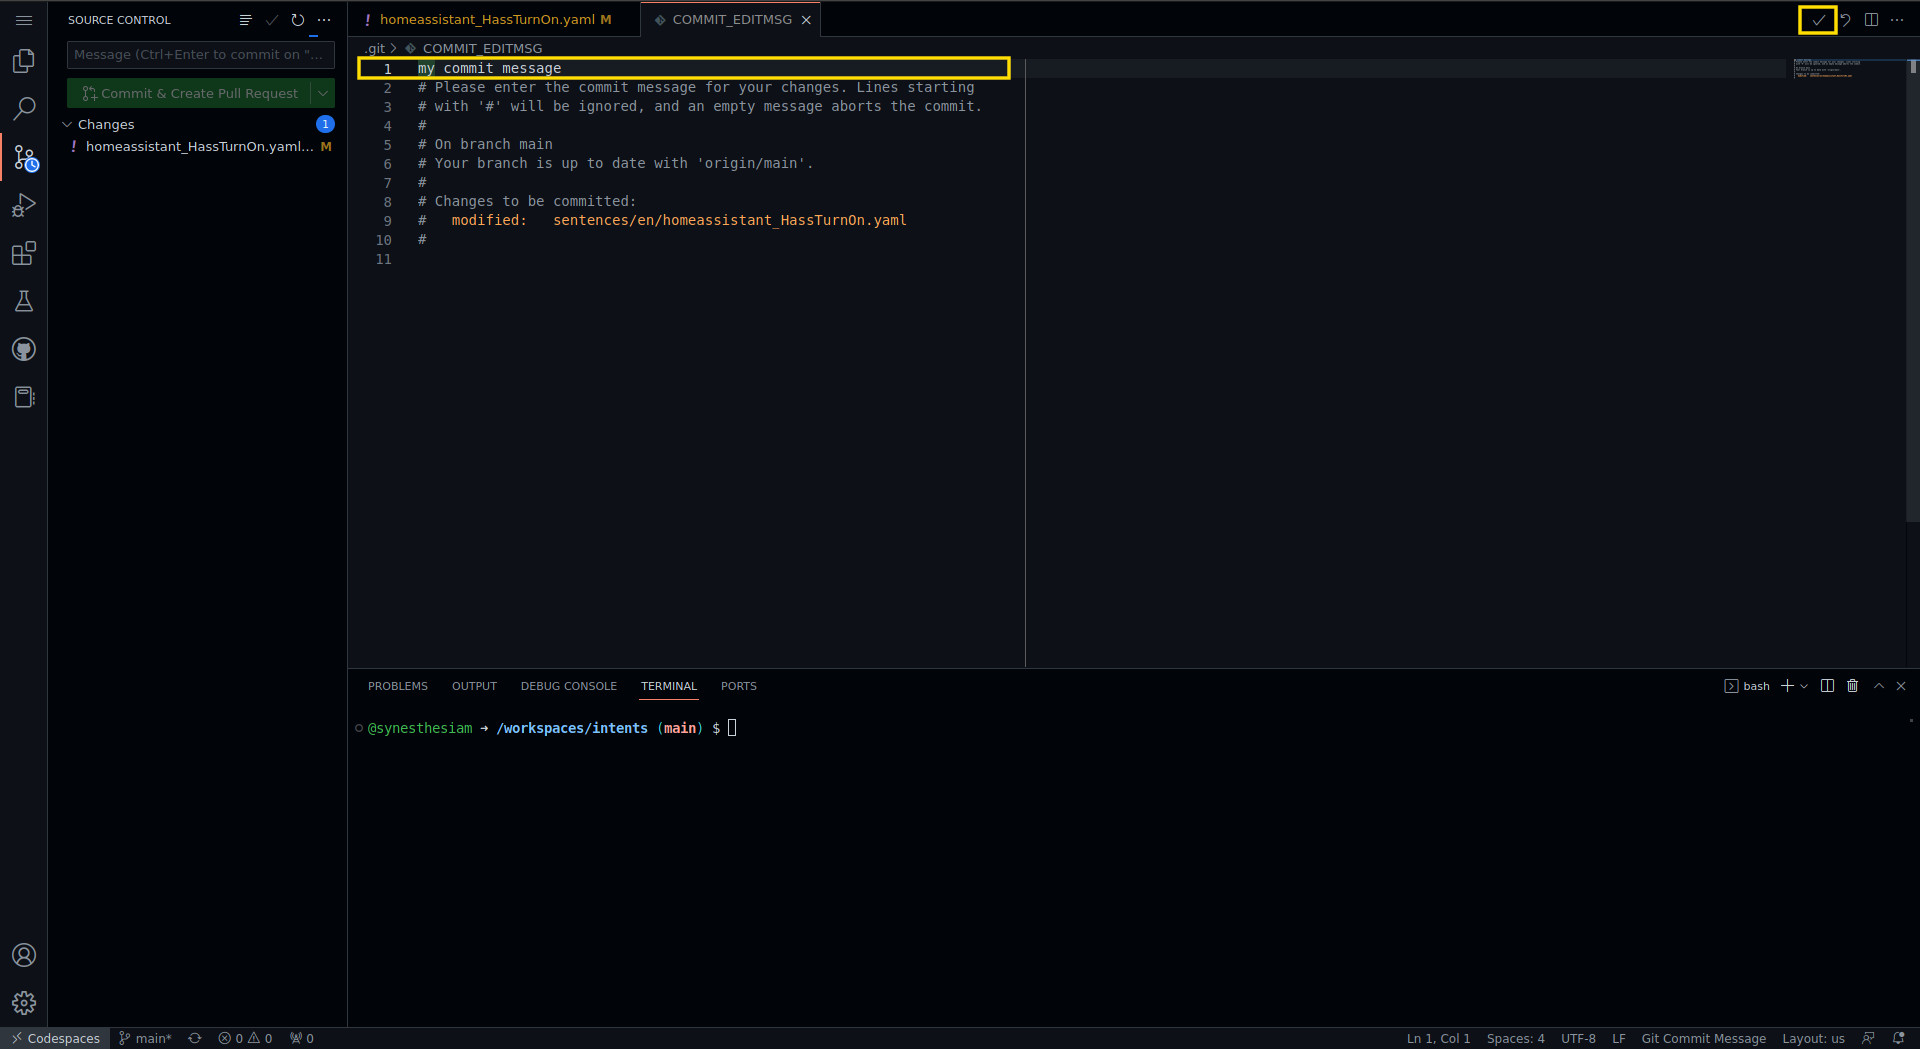 SOURCE CONTROL
Message (Ctrl+Enter to commit on "...
Commit & Create Pull Request
Changes 1
! homeassistant_HassTurnOn.yaml... M
! homeassistant_HassTurnOn.yaml M
COMMIT_EDITMSG
.git > COMMIT_EDITMSG
1 my commit message
2 # Please enter the commit message for your changes. Lines starting
3 # with '#' will be ignored, and an empty message aborts the commit.
4 #
5 # On branch main
6 # Your branch is up to date with 'origin/main'.
7 #
8 # Changes to be committed:
9 #   modified:   sentences/en/homeassistant_HassTurnOn.yaml
10 #
11
PROBLEMS OUTPUT DEBUG CONSOLE TERMINAL PORTS
bash
@synesthesiam → /workspaces/intents (main) $
Codespaces main* 0 0 0
Ln 1, Col 1 Spaces: 4 UTF-8 LF Git Commit Message Layout: us